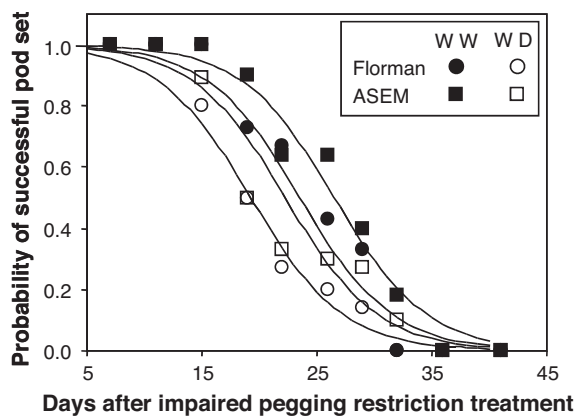 Probability of successful pod set
1.0
0.8
0.6
0.4
0.2
0.0
W W W D
Florman
ASEM
5 15 25 35 45
Days after impaired pegging restriction treatment